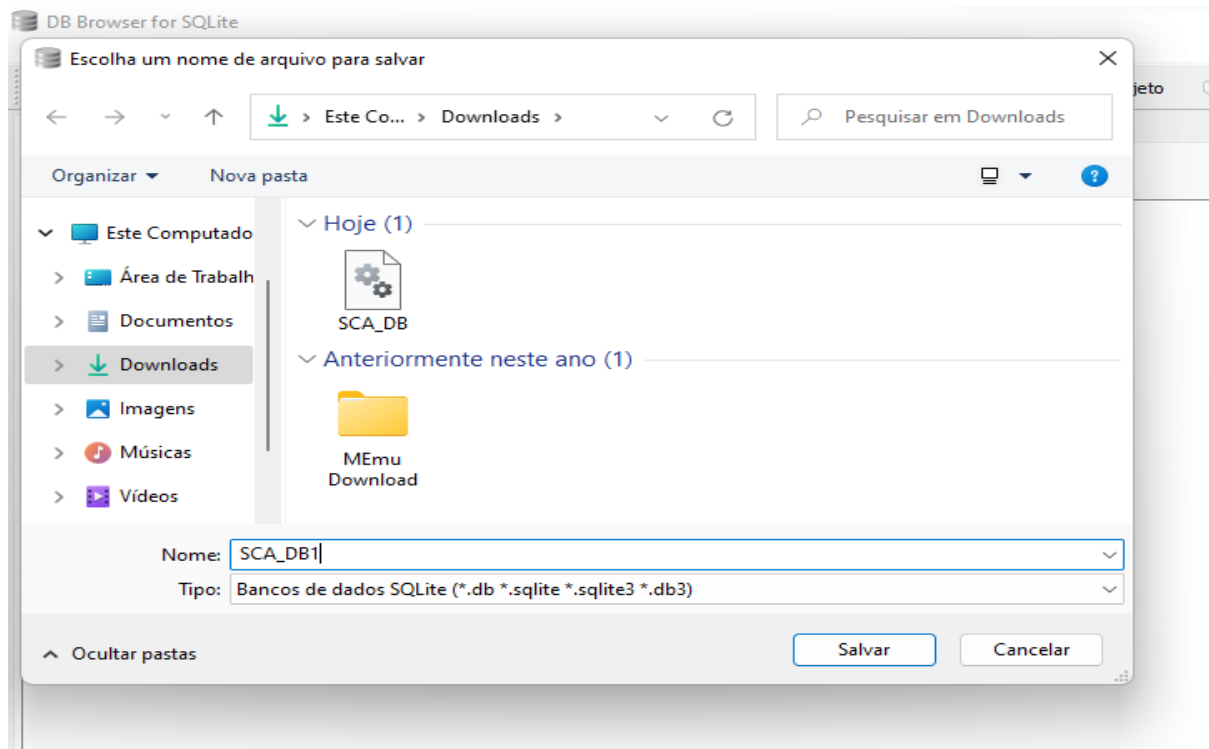 DB Browser for SQLite
Escolha um nome de arquivo para salvar
jeto
Este Co... Downloads
Pesquisar em Downloads
Organizar
Nova pasta
Este Computado
Área de Trabalh
Documentos
Downloads
Imagens
Músicas
Vídeos
Hoje (1)
SCA_DB
Anteriormente neste ano (1)
MEmu
Download
Nome: SCA_DB1
Tipo: Bancos de dados SQLite (*.db *.sqlite *.sqlite3 *.db3)
Ocultar pastas
Salvar
Cancelar